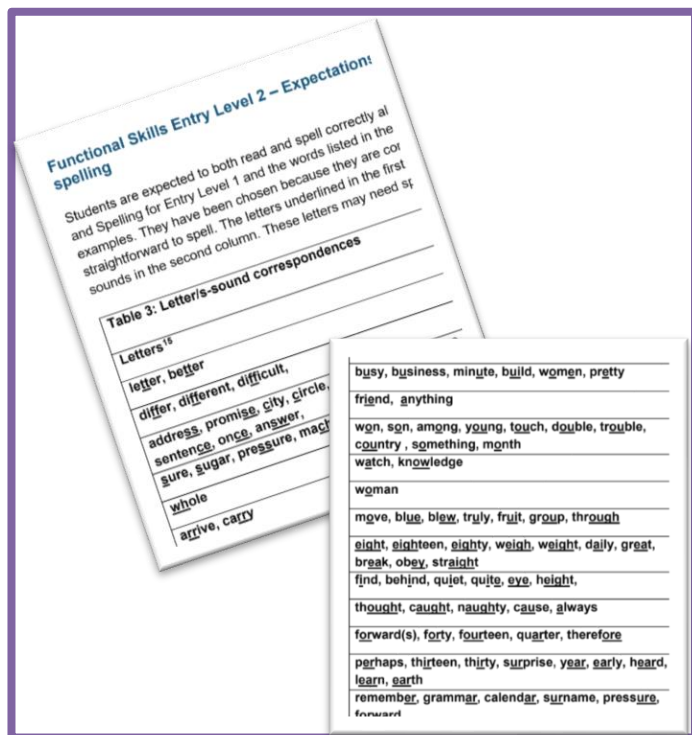 Functional Skills Entry Level 2 – Expectations
spelling
Students are expected to both read and spell correctly al
and Spelling for Entry Level 1 and the words listed in the
examples. They have been chosen because they are cor
straightforward to spell. The letters underlined in the first
sounds in the second column. These letters may need sp
Table 3: Letter/s-sound correspondences
Letters¹⁶
letter, better
differ, different, difficult,
address, promise, city, circle,
sentence, once, answer,
sure, sugar, pressure, mach
whole
arrive, carry
busy, business, minute, build, women, pretty
friend, anything
won, son, among, young, touch, double, trouble,
country , something, month
watch, knowledge
woman
move, blue, blew, truly, fruit, group, through
eight, eighteen, eighty, weigh, weight, daily, great,
break, obey, straight
find, behind, quiet, quite, eye, height,
thought, caught, naughty, cause, always
forward(s), forty, fourteen, quarter, therefore
perhaps, thirteen, thirty, surprise, year, early, heard,
learn, earth
remember, grammar, calendar, surname, pressure,
forward